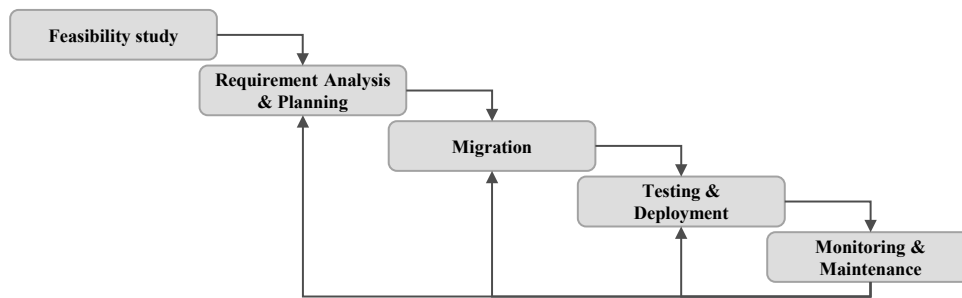 Feasibility study
Requirement Analysis
& Planning
Migration
Testing &
Deployment
Monitoring &
Maintenance